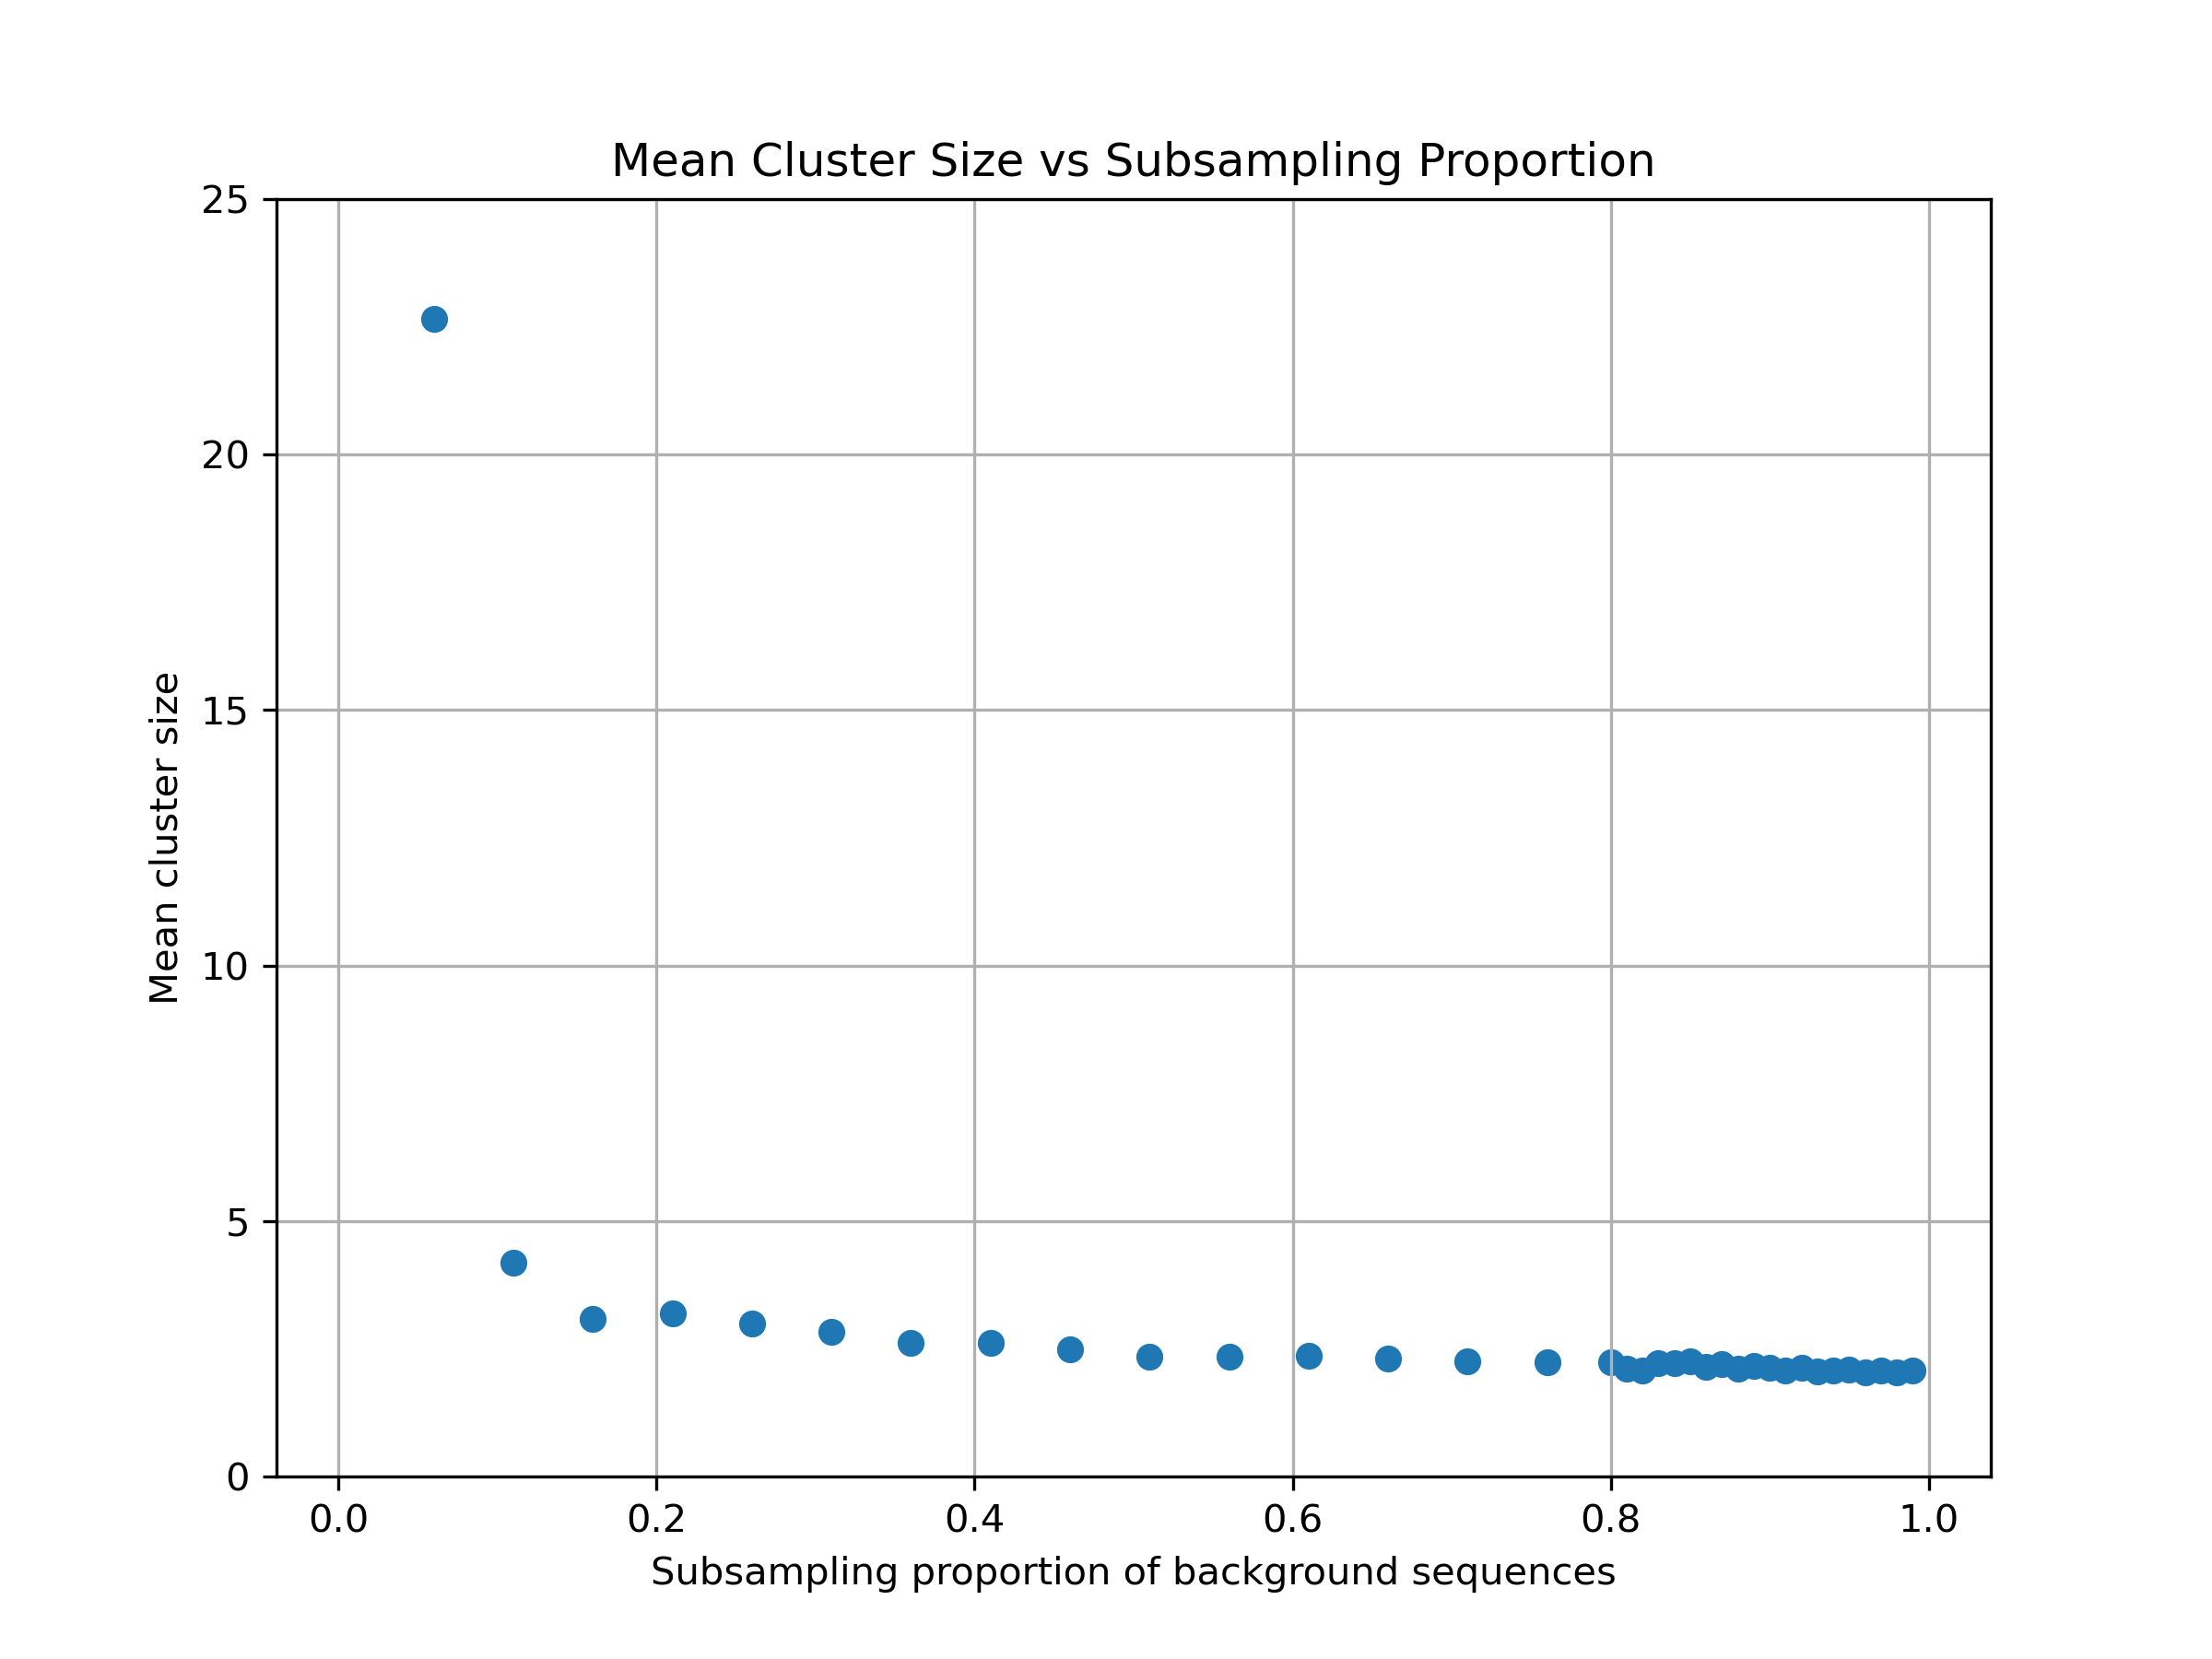 Mean Cluster Size vs Subsampling Proportion
25
20
15
10
5
0
Mean cluster size
0.0 0.2 0.4 0.6 0.8 1.0
Subsampling proportion of background sequences